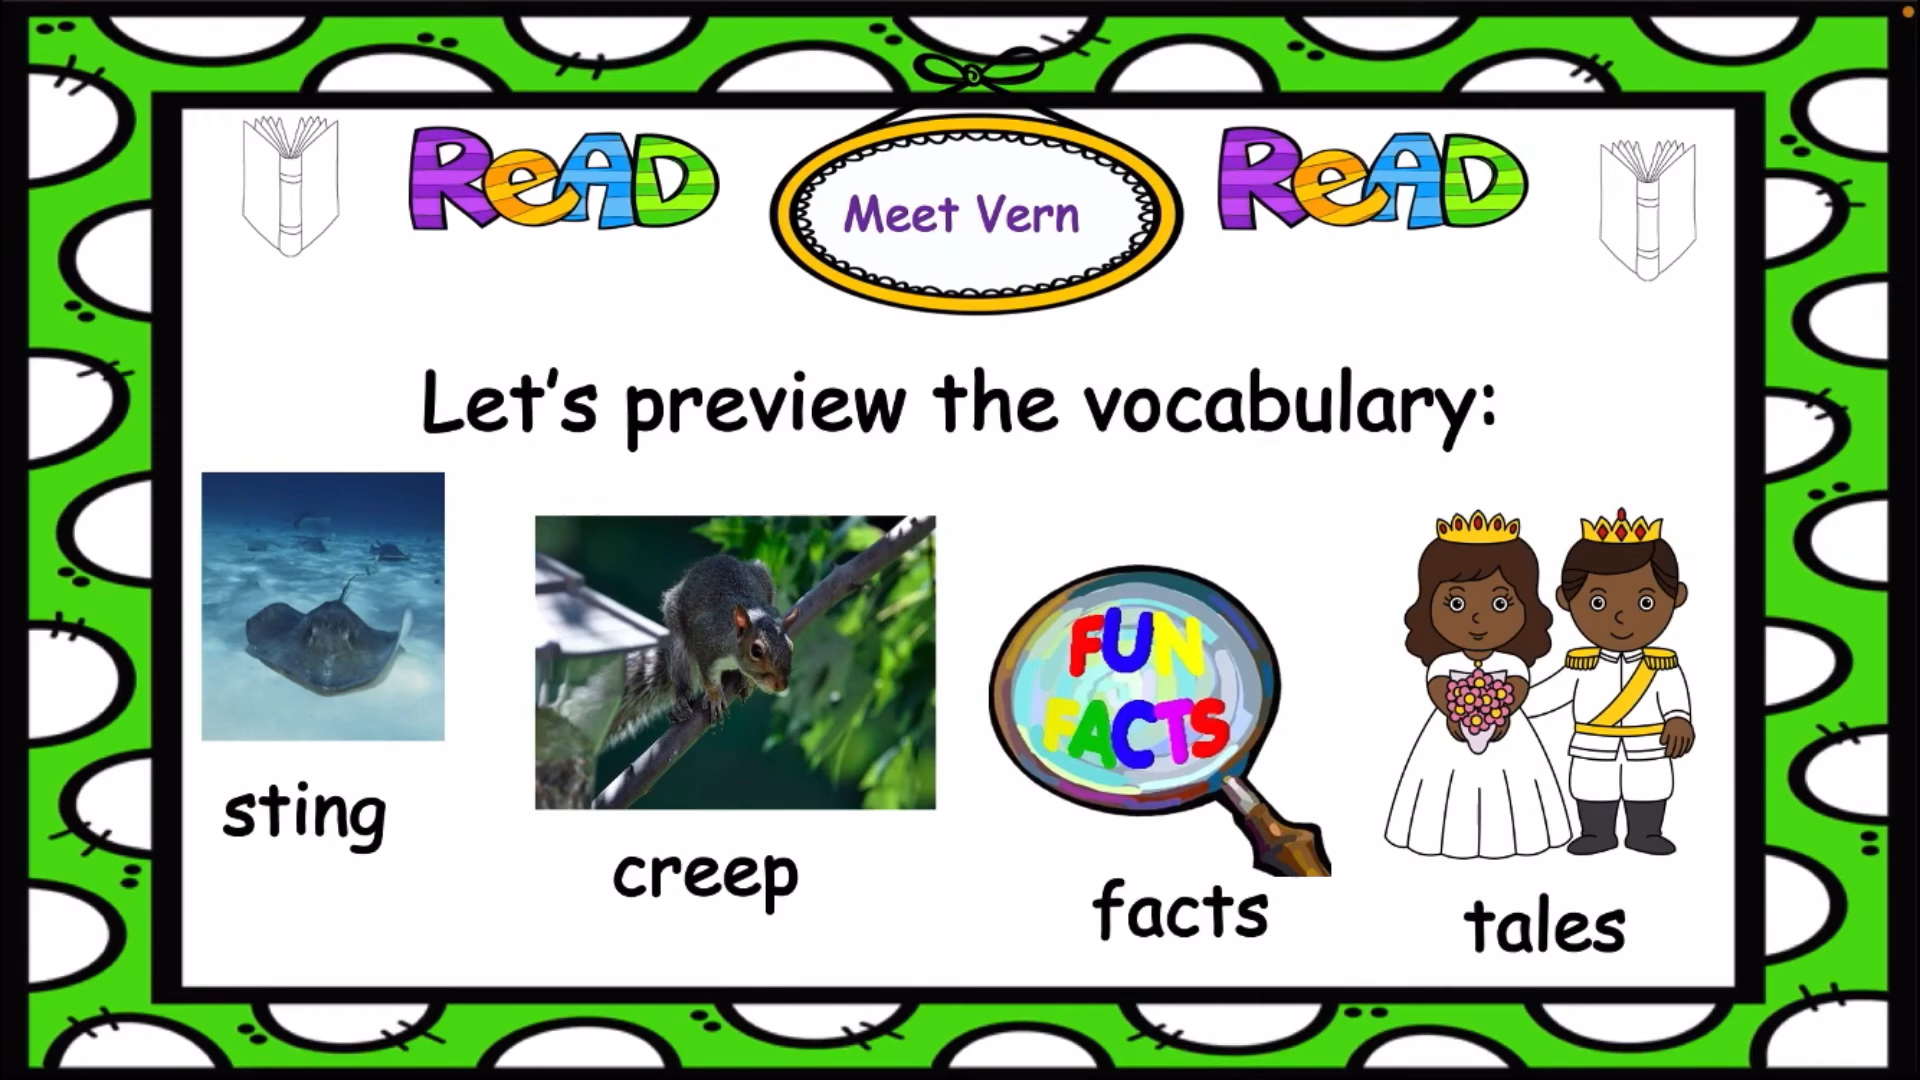 READ
Meet Vern
READ
Let's preview the vocabulary:
FUN
FACTS
sting
creep
facts
tales